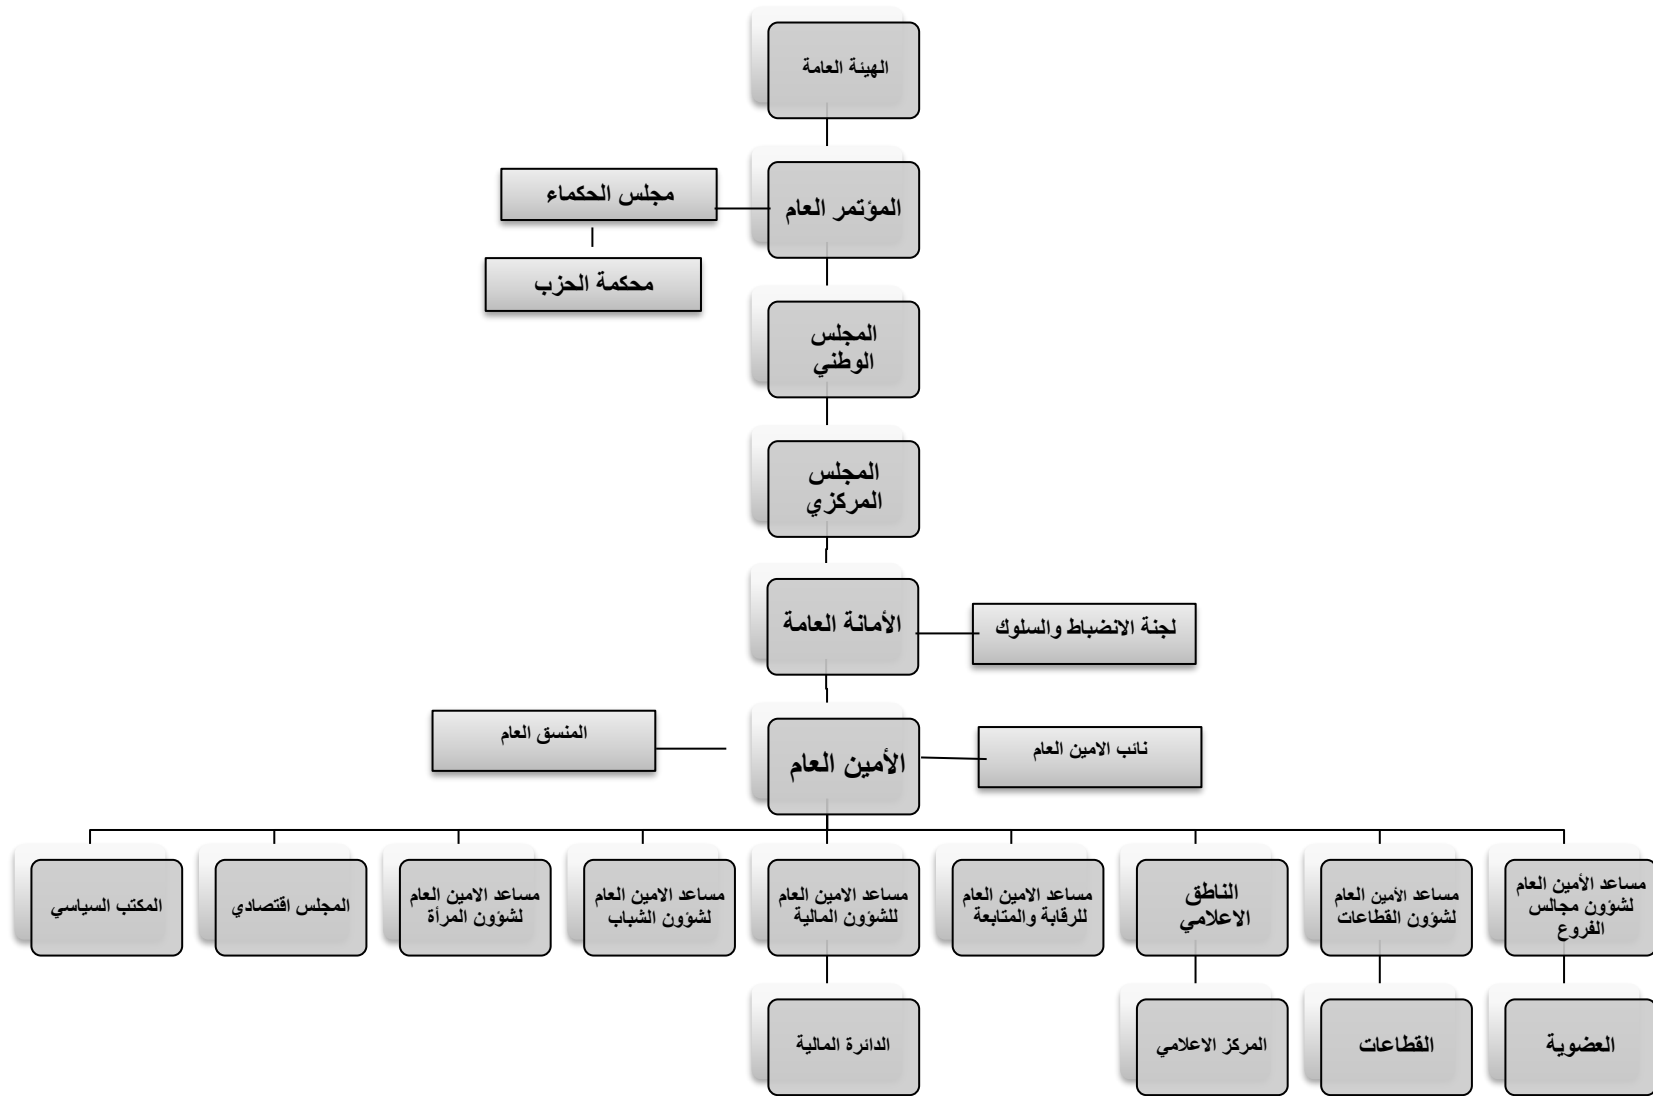 الهيئة العامة
المؤتمر العام
مجلس الحكماء
محكمة الحزب
المجلس
الوطني
المجلس
المركزي
الأمانة العامة
لجنة الانضباط والسلوك
الأمين العام
نائب الامين العام
المنسق العام
مساعد الأمين العام
لشؤون مجالس
الفروع
مساعد الأمين العام
لشؤون القطاعات
الناطق
الاعلامي
مساعد الامين العام
للرقابة والمتابعة
مساعد الامين العام
للشؤون المالية
مساعد الامين العام
لشؤون الشباب
مساعد الامين العام
لشؤون المرأة
المجلس اقتصادي
المكتب السياسي
العضوية
القطاعات
المركز الاعلامي
الدائرة المالية